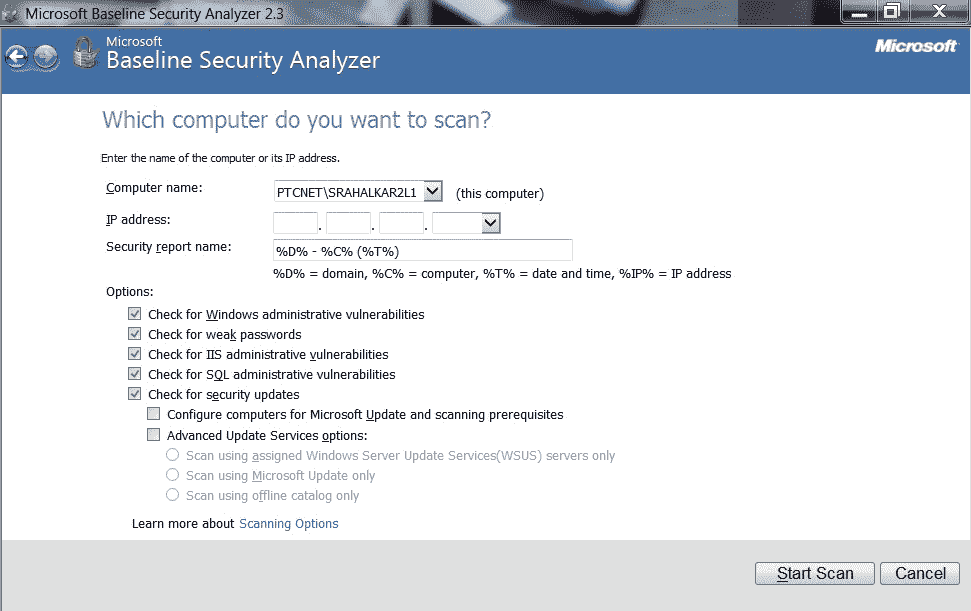 Microsoft Baseline Security Analyzer 2.3
Microsoft
Baseline Security Analyzer
Microsoft
Which computer do you want to scan?
Enter the name of the computer or its IP address.
Computer name: PTCNET\SRAHALKAR2L1 (this computer)
IP address: . . .
Security report name: %D% - %C% (%T%)
%D% = domain, %C% = computer, %T% = date and time, %IP% = IP address
Options:
Check for Windows administrative vulnerabilities
Check for weak passwords
Check for IIS administrative vulnerabilities
Check for SQL administrative vulnerabilities
Check for security updates
Configure computers for Microsoft Update and scanning prerequisites
Advanced Update Services options:
Scan using assigned Windows Server Update Services(WSUS) servers only
Scan using Microsoft Update only
Scan using offline catalog only
Learn more about Scanning Options
Start Scan Cancel